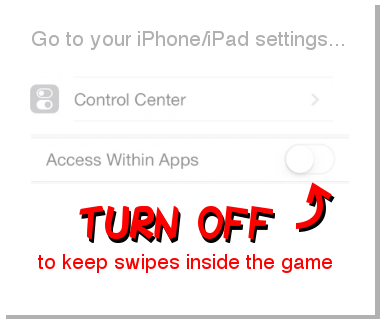 Go to your iPhone/iPad settings...
Control Center
Access Within Apps
TURN OFF
to keep swipes inside the game